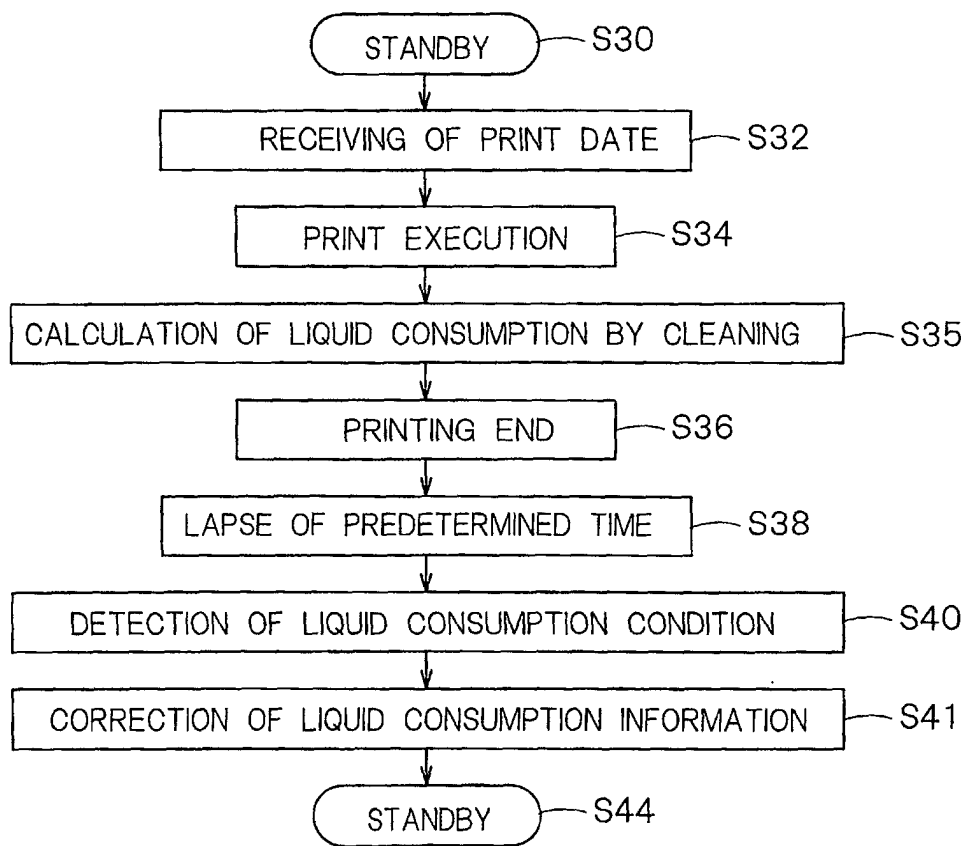 STANDBY S30
RECEIVING OF PRINT DATE S32
PRINT EXECUTION S34
CALCULATION OF LIQUID CONSUMPTION BY CLEANING S35
PRINTING END S36
LAPSE OF PREDETERMINED TIME S38
DETECTION OF LIQUID CONSUMPTION CONDITION S40
CORRECTION OF LIQUID CONSUMPTION INFORMATION S41
STANDBY S44